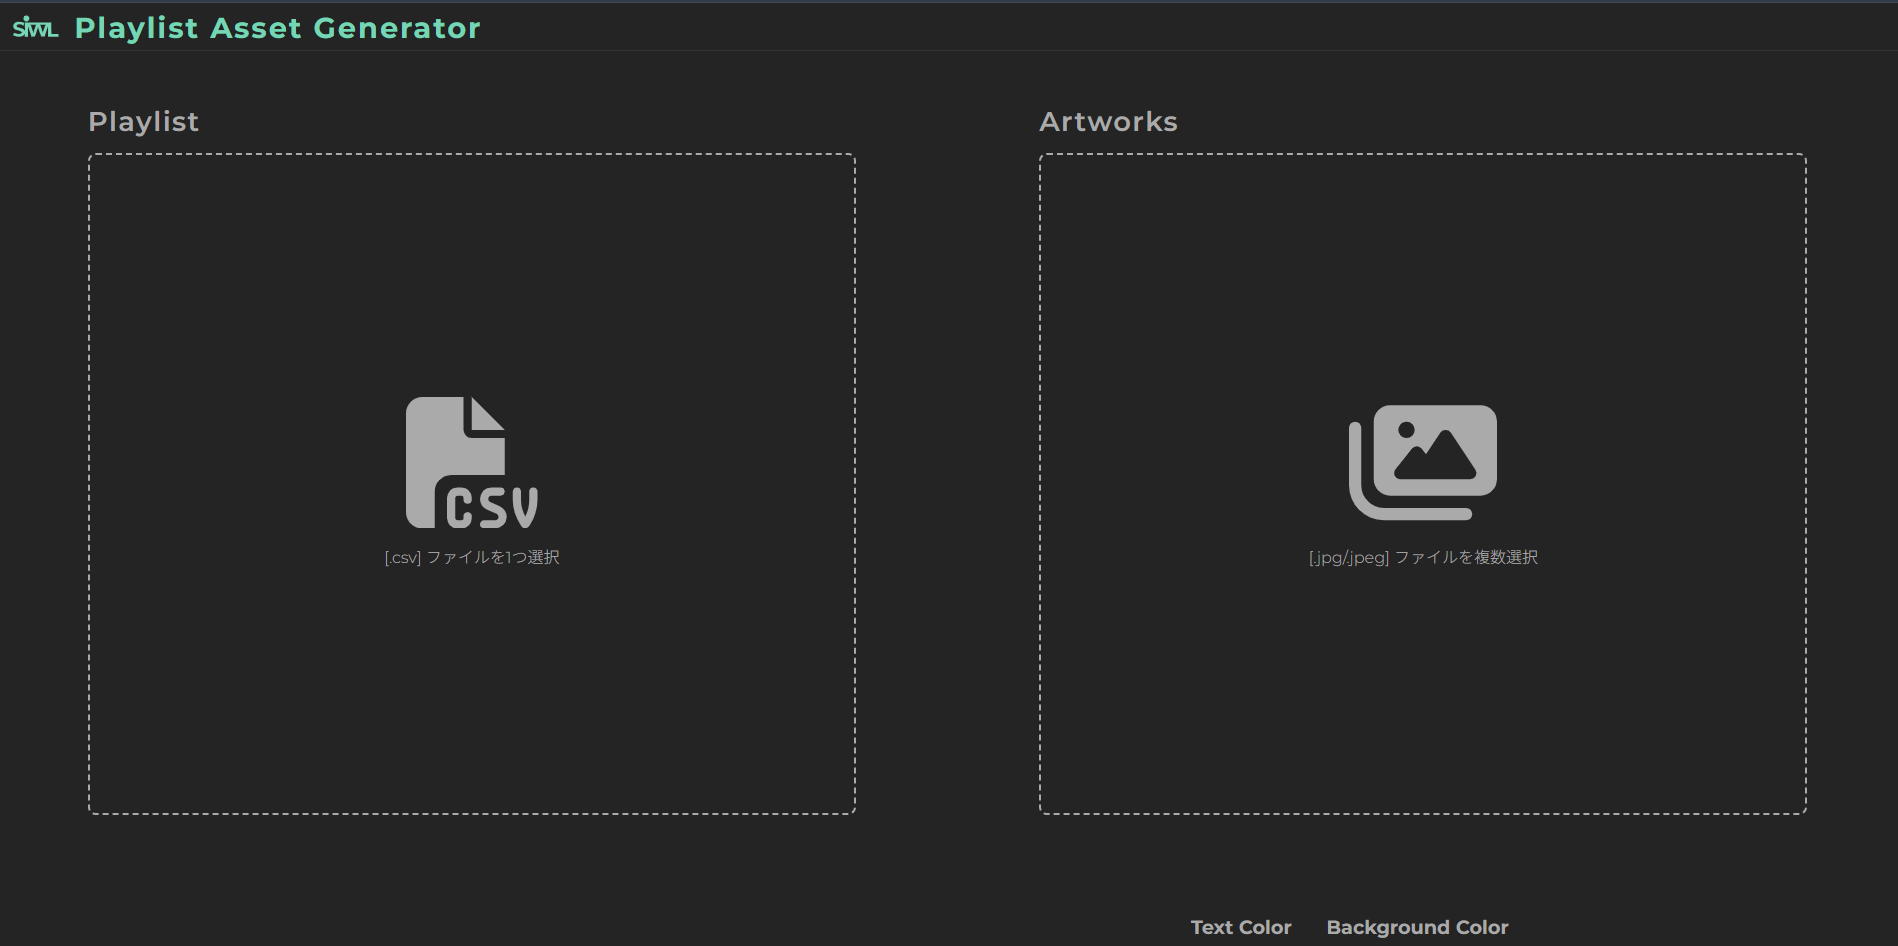 SIWL Playlist Asset Generator
Playlist
Artworks
CSV
[.csv] ファイルを1つ選択
[.jpg/.jpeg] ファイルを複数選択
Text Color
Background Color